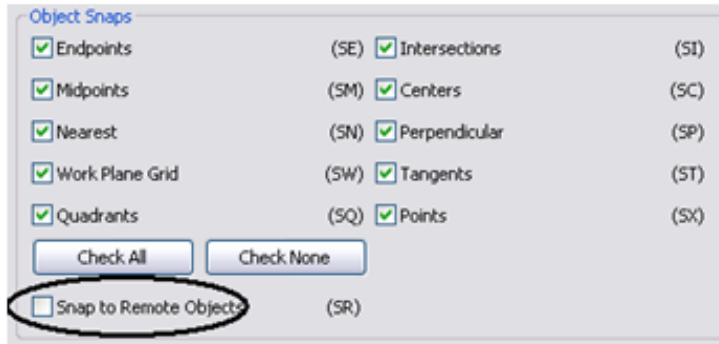 Object Snaps
Endpoints (SE) Intersections (SI)
Midpoints (SM) Centers (SC)
Nearest (SN) Perpendicular (SP)
Work Plane Grid (SW) Tangents (ST)
Quadrants (SQ) Points (SX)
Check All Check None
Snap to Remote Objects (SR)